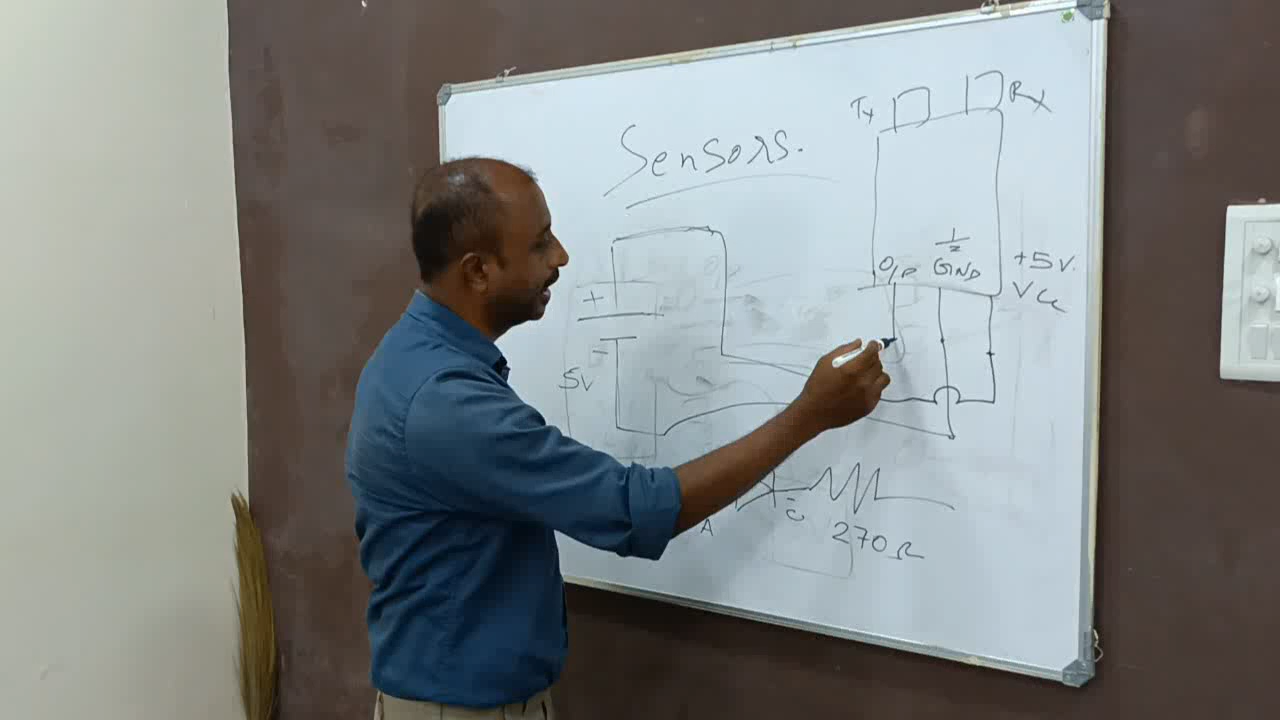 Tx
Rx
Sensors.
O/P
GND
+5V.
Vcc
+
-
5V
A
C
270Ω